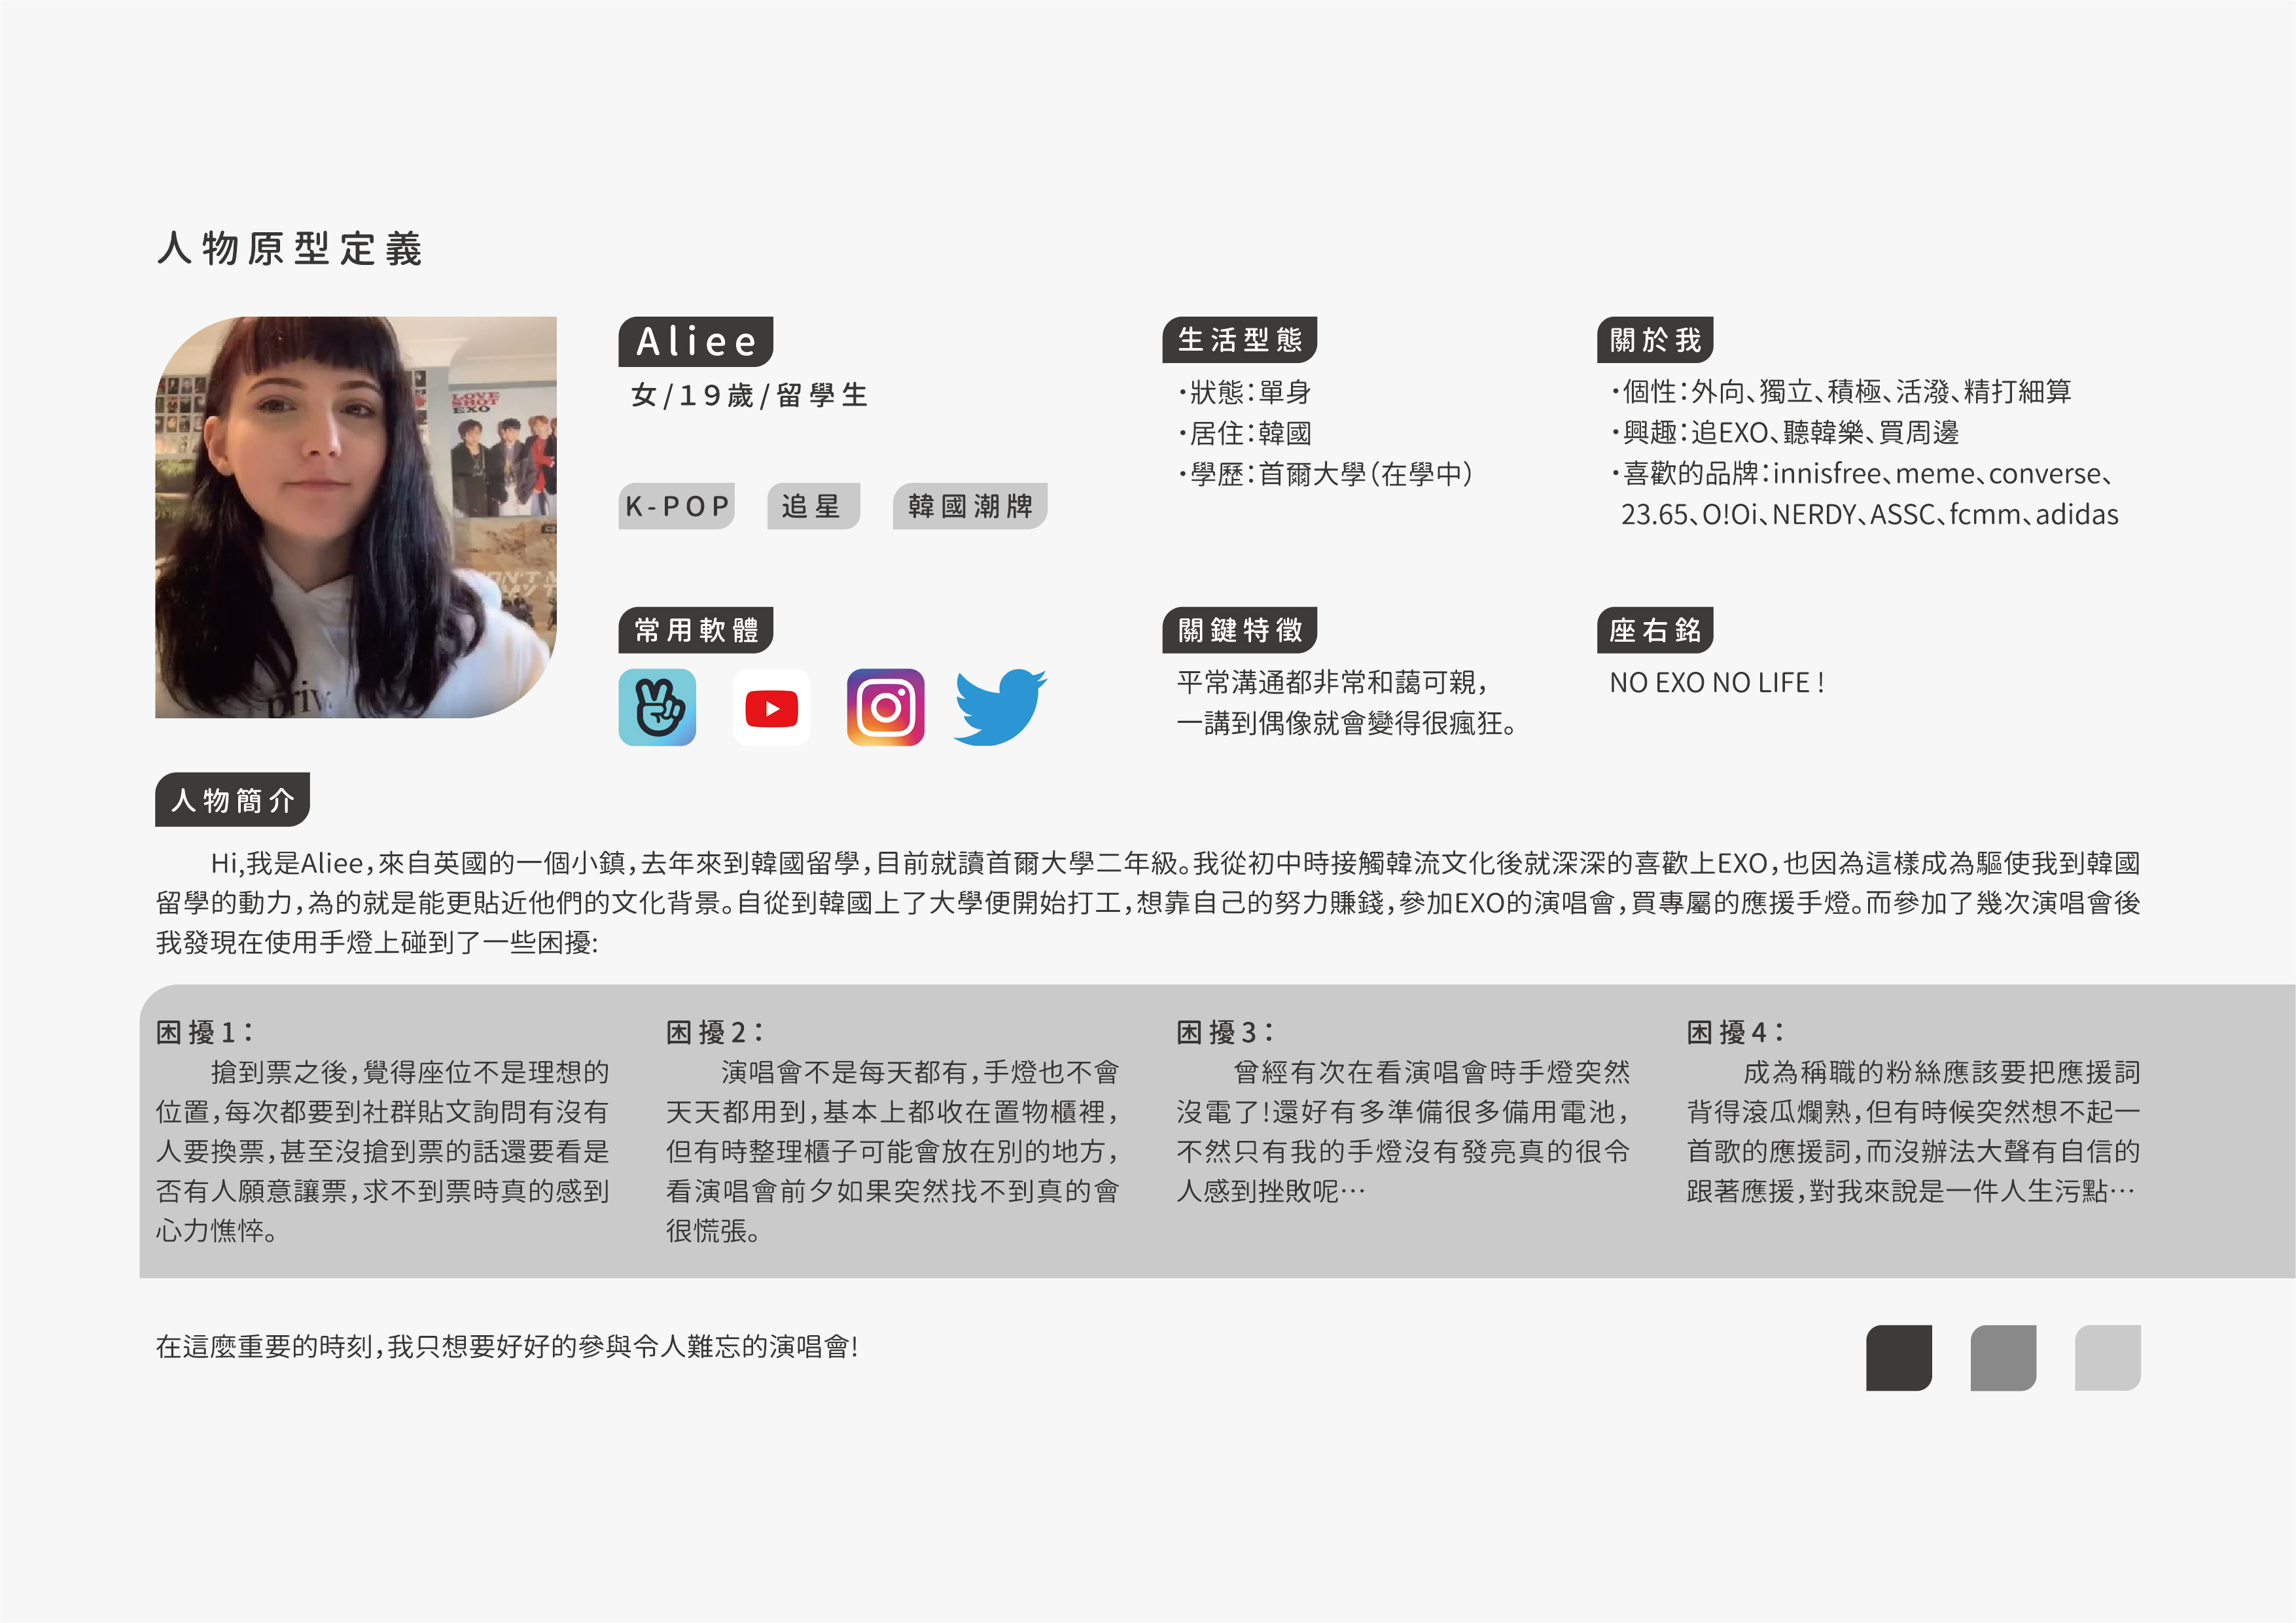 人物原型定義
LOVE
SHOT
EXO
priv.
Aliee
女/19歲/留學生
K-POP
追星
韓國潮牌
常用軟體
生活型態
・狀態：單身
・居住：韓國
・學歷：首爾大學（在學中）
關鍵特徵
平常溝通都非常和藹可親，
一講到偶像就會變得很瘋狂。
關於我
・個性：外向、獨立、積極、活潑、精打細算
・興趣：追EXO、聽韓樂、買周邊
・喜歡的品牌：innisfree、meme、converse、
23.65、O!Oi、NERDY、ASSC、fcmm、adidas
座右銘
NO EXO NO LIFE !
人物簡介
Hi,我是Aliee，來自英國的一個小鎮，去年來到韓國留學，目前就讀首爾大學二年級。我從初中時接觸韓流文化後就深深的喜歡上EXO，也因為這樣成為驅使我到韓國
留學的動力，為的就是能更貼近他們的文化背景。自從到韓國上了大學便開始打工，想靠自己的努力賺錢，參加EXO的演唱會，買專屬的應援手燈。而參加了幾次演唱會後
我發現在使用手燈上碰到了一些困擾:
困擾1：
搶到票之後，覺得座位不是理想的
位置，每次都要到社群貼文詢問有沒有
人要換票，甚至沒搶到票的話還要看是
否有人願意讓票，求不到票時真的感到
心力憔悴。
困擾2：
演唱會不是每天都有，手燈也不會
天天都用到，基本上都收在置物櫃裡，
但有時整理櫃子可能會放在別的地方，
看演唱會前夕如果突然找不到真的會
很慌張。
困擾3：
曾經有次在看演唱會時手燈突然
沒電了！還好有多準備很多備用電池，
不然只有我的手燈沒有發亮真的很令
人感到挫敗呢…
困擾4：
成為稱職的粉絲應該要把應援詞
背得滾瓜爛熟，但有時候突然想不起一
首歌的應援詞，而沒辦法大聲有自信的
跟著應援，對我來說是一件人生污點…
在這麼重要的時刻，我只想要好好的參與令人難忘的演唱會！